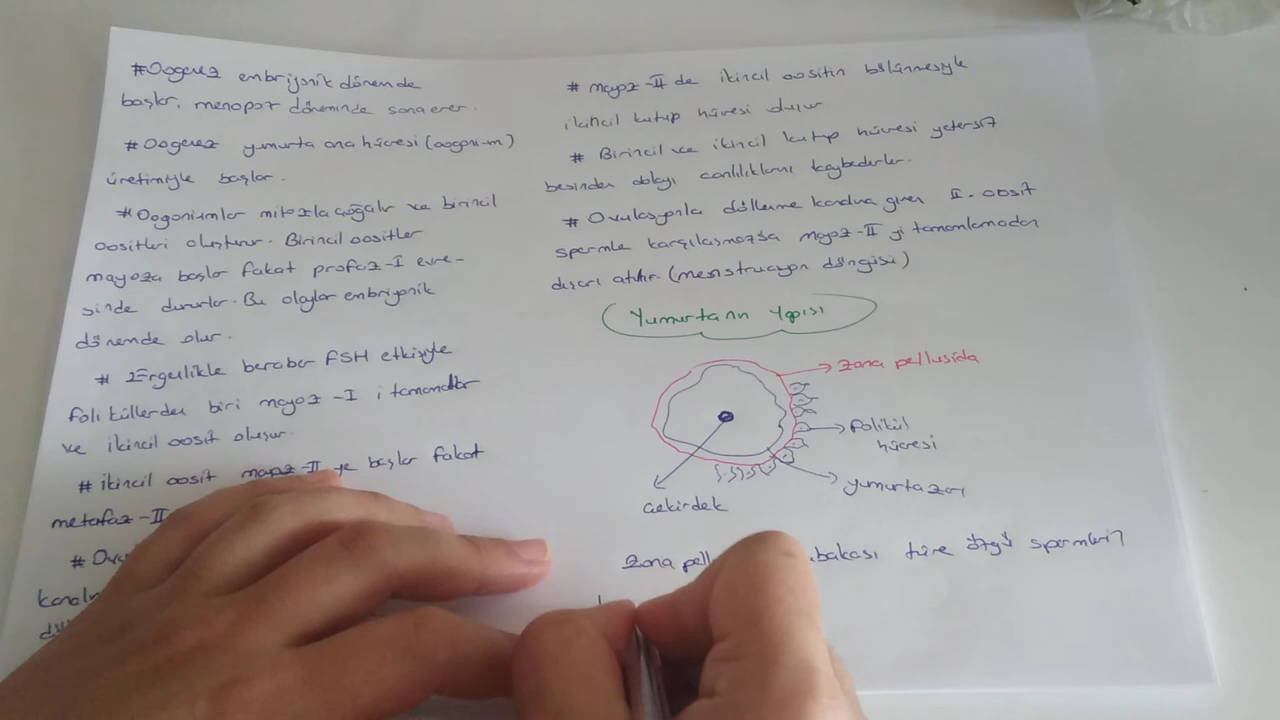 #Oogenez embriyonik dönemde
başlar, menopoz döneminde sona erer.
#Oogenez yumurta ana hücresi (oogonium)
üretimiyle başlar.
#Oogoniumlar mitozla çoğalır ve birincil
oositleri oluşturur. Birincil oositler
mayoza başlar fakat profaz-I evre-
sinde dururlar. Bu olaylar embriyonik
dönemde olur.
# Ergenlikle beraber FSH etkisiyle
foliküllerden biri mayoz-I i tamamlar
ve ikincil oosit oluşur.
# ikincil oosit mayoz-II ye başlar fakat
metafaz-II
#
# mayoz-II de ikincil oositin bölünmesiyle
ikincil kutup hücresi oluşur
# Birincil ve ikincil kutup hücresi yetersiz
besinden dolayı canlılıklarını kaybederler.
# Ovulasyonla döllenme kanalına giren II. oosit
spermle karşılaşmazsa mayoz-II yi tamamlamadan
dışarı atılır (menstruasyon döngüsü)
Yumurtanın Yapısı
zona pellusida
folikül
hücresi
yumurta zarı
çekirdek
Zona türe özgü spermlerin